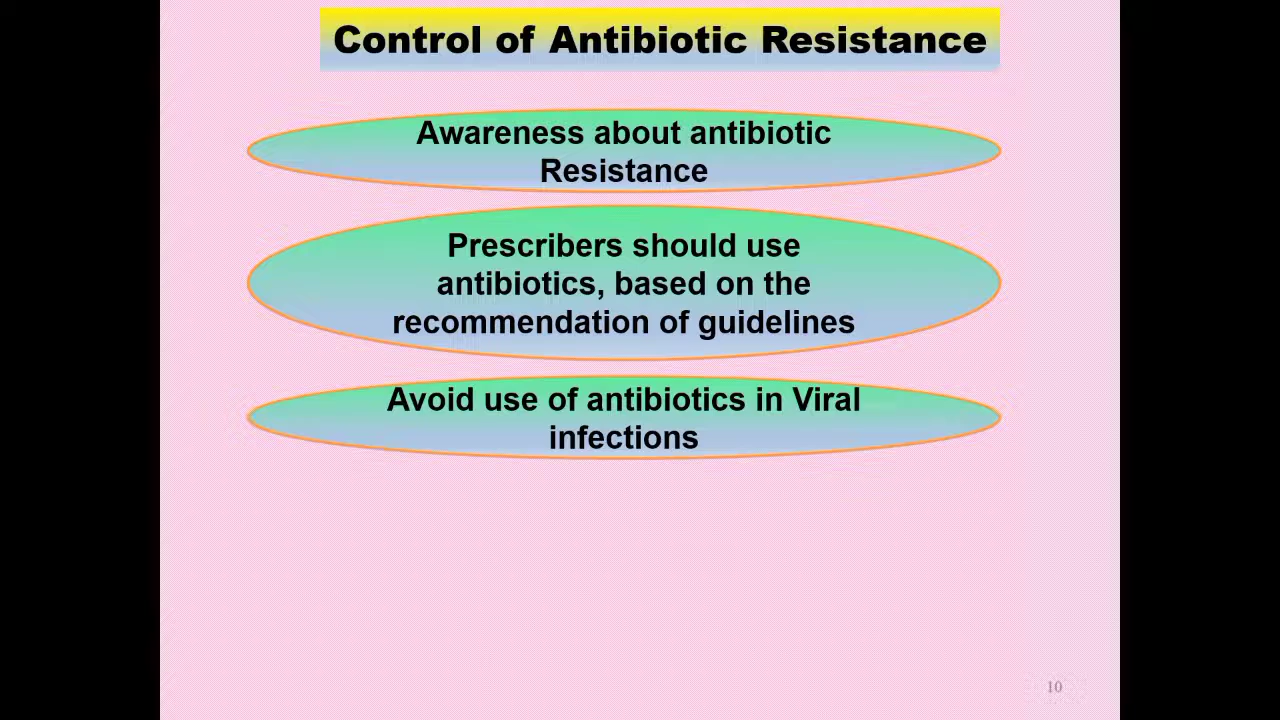 Control of Antibiotic Resistance
Awareness about antibiotic
Resistance
Prescribers should use
antibiotics, based on the
recommendation of guidelines
Avoid use of antibiotics in Viral
infections
10